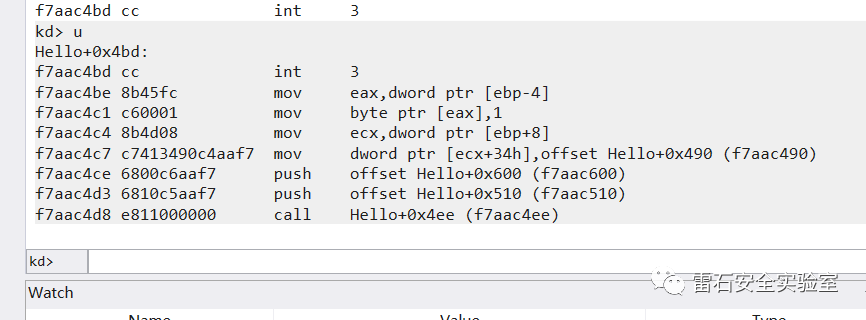 f7aac4bd cc              int     3
kd> u
Hello+0x4bd:
f7aac4bd cc              int     3
f7aac4be 8b45fc          mov     eax,dword ptr [ebp-4]
f7aac4c1 c60001          mov     byte ptr [eax],1
f7aac4c4 8b4d08          mov     ecx,dword ptr [ebp+8]
f7aac4c7 c7413490c4aaf7  mov     dword ptr [ecx+34h],offset Hello+0x490 (f7aac490)
f7aac4ce 6800c6aaf7      push    offset Hello+0x600 (f7aac600)
f7aac4d3 6810c5aaf7      push    offset Hello+0x510 (f7aac510)
f7aac4d8 e811000000      call    Hello+0x4ee (f7aac4ee)
kd>
雷石安全实验室
Watch
Name Value Type